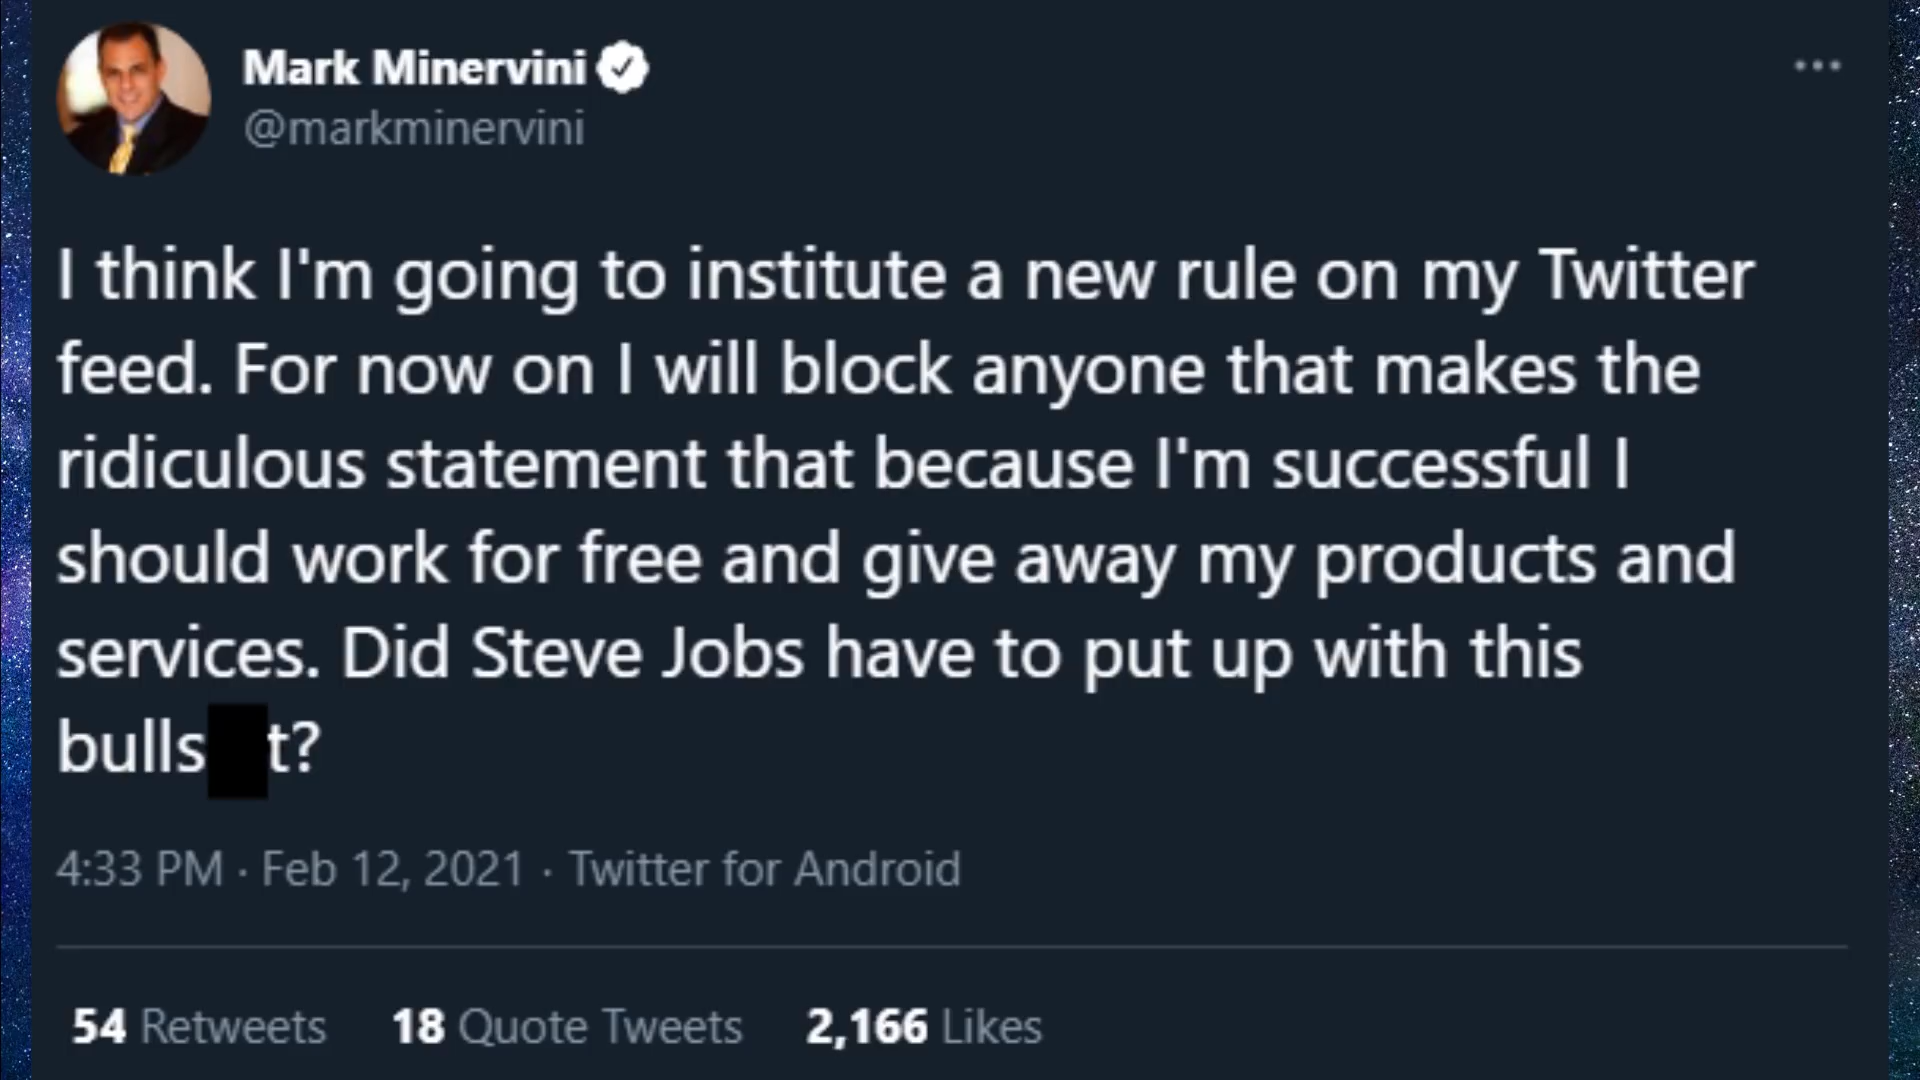 Mark Minervini
@markminervini
I think I'm going to institute a new rule on my Twitter
feed. For now on I will block anyone that makes the
ridiculous statement that because I'm successful I
should work for free and give away my products and
services. Did Steve Jobs have to put up with this
bulls t?
4:33 PM · Feb 12, 2021 · Twitter for Android
54 Retweets 18 Quote Tweets 2,166 Likes